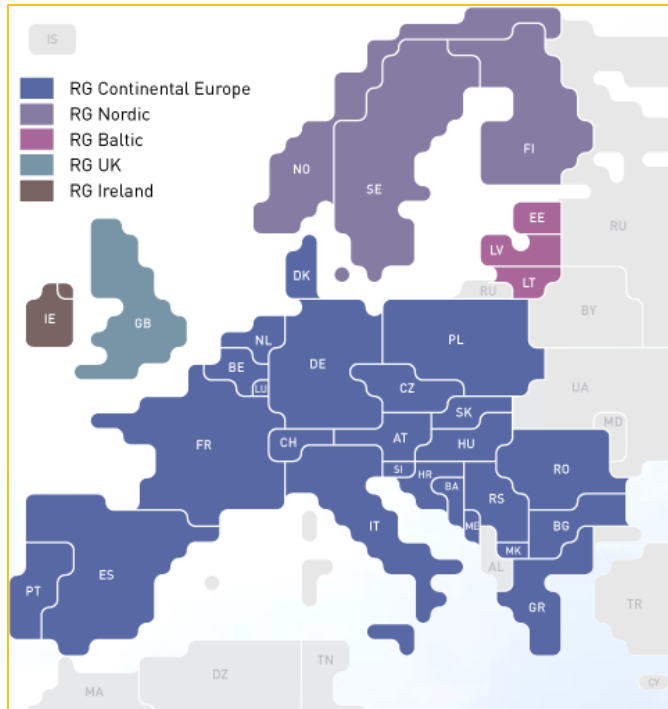 IS
RG Continental Europe
RG Nordic
RG Baltic
RG UK
RG Ireland
NO
SE
FI
RU
EE
LV
LT
RU
BY
DK
IE
GB
NL
BE
LU
DE
PL
CZ
UA
MD
SK
FR
CH
AT
HU
RO
SI
HR
BA
RS
IT
ME
BG
MK
AL
PT
ES
GR
TR
DZ
TN
MA
CY